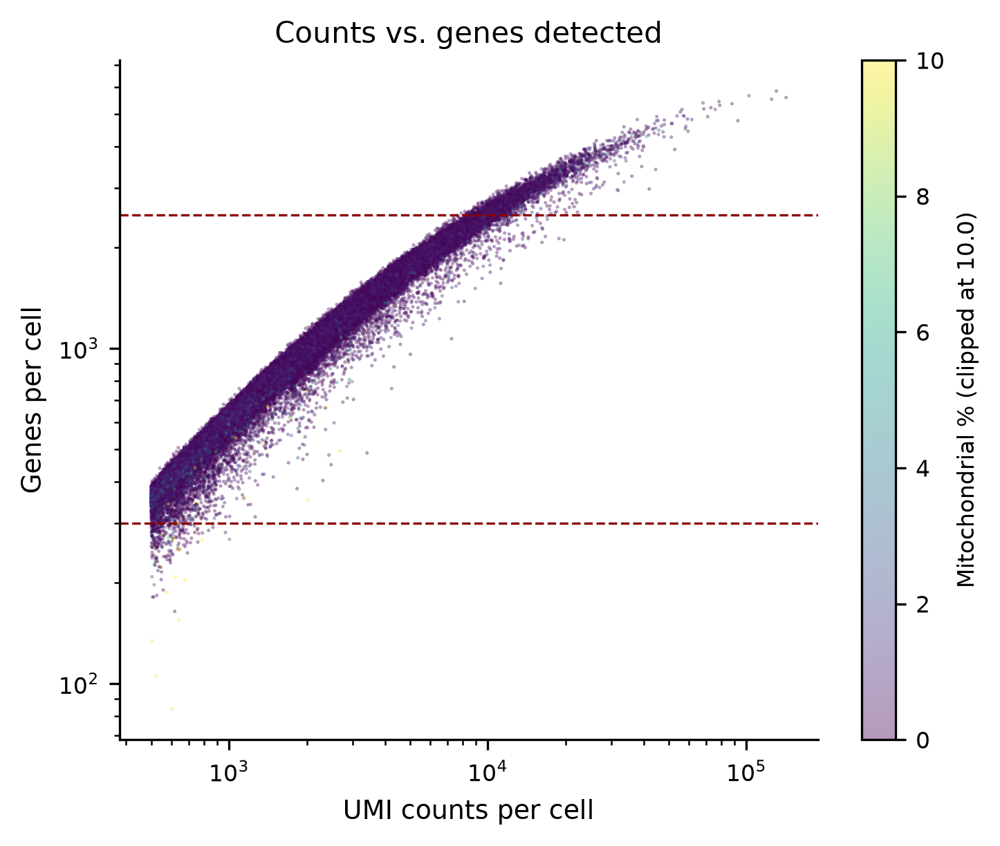 Counts vs. genes detected
Genes per cell
10³
10²
10³
10⁴
10⁵
UMI counts per cell
10
8
6
4
2
0
Mitochondrial % (clipped at 10.0)